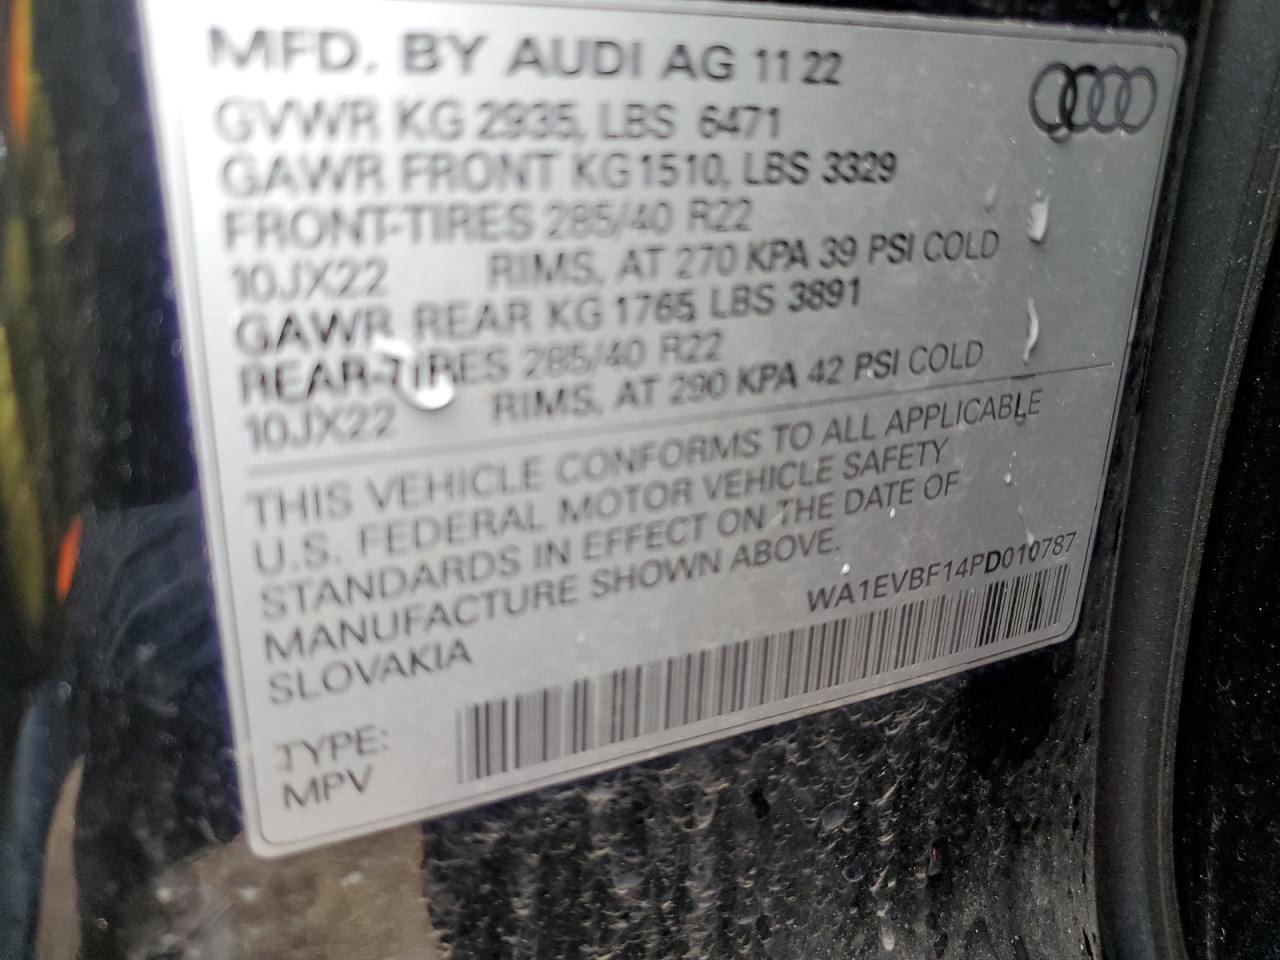 MFD. BY AUDI AG 11 22
GVWR KG 2935, LBS 6471
GAWR FRONT KG 1510, LBS 3329
FRONT-TIRES 285/40 R22
10JX22 RIMS, AT 270 KPA 39 PSI COLD
GAWR REAR KG 1765 LBS 3891
REAR-TIRES 285/40 R22
10JX22 RIMS, AT 290 KPA 42 PSI COLD
THIS VEHICLE CONFORMS TO ALL APPLICABLE
U.S. FEDERAL MOTOR VEHICLE SAFETY
STANDARDS IN EFFECT ON THE DATE OF
MANUFACTURE SHOWN ABOVE.
SLOVAKIA
WA1EVBF14PD010787
TYPE:
MPV